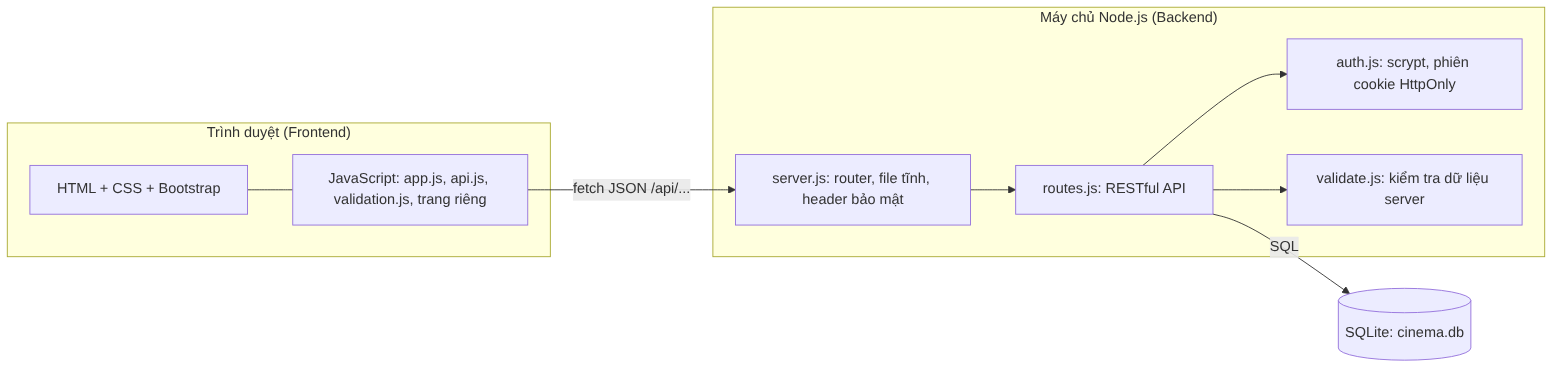 Trình duyệt (Frontend)
HTML + CSS + Bootstrap
JavaScript: app.js, api.js,
validation.js, trang riêng
fetch JSON /api/...
Máy chủ Node.js (Backend)
server.js: router, file tĩnh,
header bảo mật
routes.js: RESTful API
auth.js: scrypt, phiên
cookie HttpOnly
validate.js: kiểm tra dữ liệu
server
SQL
SQLite: cinema.db